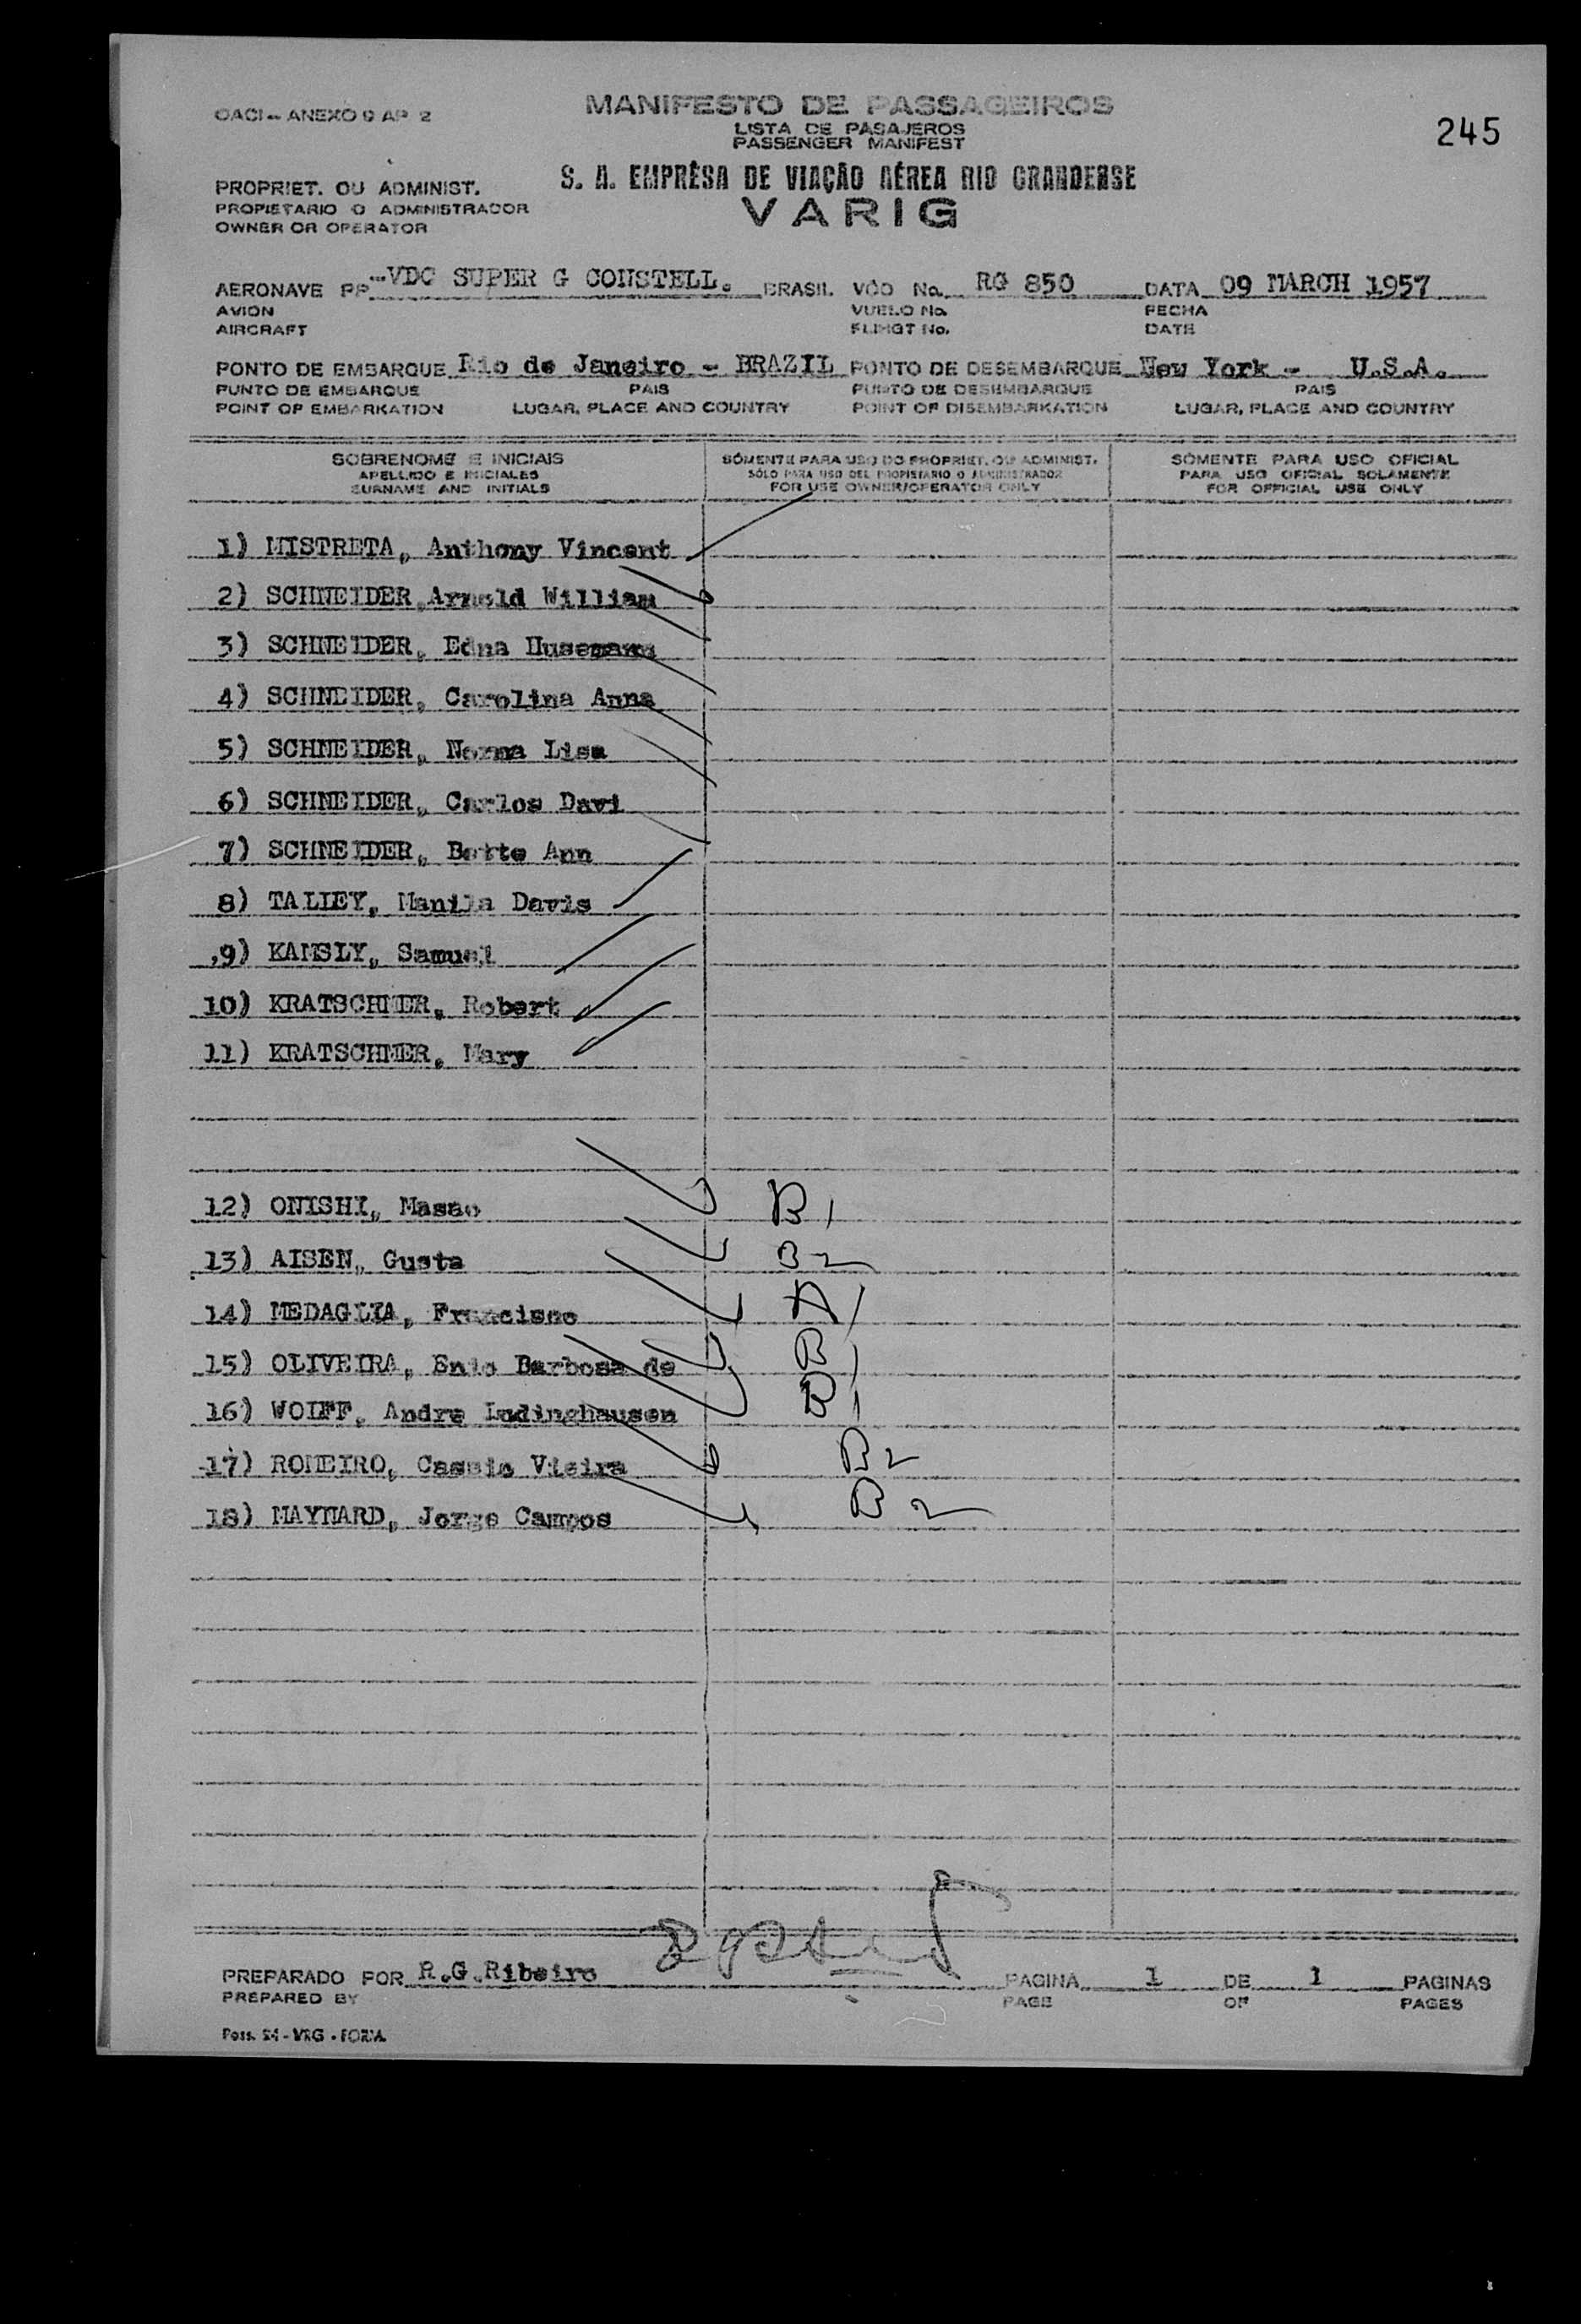 OACI - ANEXO 9 AP 2
MANIFESTO DE PASSAGEIROS
LISTA DE PASAJEROS
PASSENGER MANIFEST
245
S. A. EMPRÊSA DE VIAÇÃO AÉREA RIO GRANDENSE
VARIG
PROPRIET. OU ADMINIST.
PROPIETARIO O ADMINISTRADOR
OWNER OR OPERATOR
AERONAVE PP -VDC SUPER G CONSTELL. BRASIL VÔO No. RG 850 DATA 09 MARCH 1957
AVION VUELO No. FECHA
AIRCRAFT FLIHGT No. DATE
PONTO DE EMBARQUE Rio de Janeiro - BRAZIL PONTO DE DESEMBARQUE New York - U.S.A.
PUNTO DE EMBARQUE PAIS PUNTO DE DESEMBARQUE PAIS
POINT OF EMBARKATION LUGAR, PLACE AND COUNTRY POINT OF DISEMBARKATION LUGAR, PLACE AND COUNTRY
SOBRENOME E INICIAIS SÓMENTE PARA USO DO PROPRIET. OU ADMINIST. SÓMENTE PARA USO OFICIAL
APELLIDO E INICIALES SÓLO PARA USO DEL PROPIETARIO O ADMINISTRADOR PARA USO OFICIAL SOLAMENTE
SURNAME AND INITIALS FOR USE OWNER/OPERATOR ONLY FOR OFFICIAL USE ONLY
1) MISTRETA, Anthony Vincent
2) SCHNEIDER, Arnold William
3) SCHNEIDER, Edna Husemann
4) SCHNEIDER, Carolina Anna
5) SCHNEIDER, Norma Lisa
6) SCHNEIDER, Carlos Davi
7) SCHNEIDER, Bette Ann
8) TALLEY, Manila Davis
9) KAMSLY, Samuel
10) KRATSCHMER, Robert
11) KRATSCHMER, Mary
12) ONISHI, Masao B1
13) AISEN, Gusta B2
14) MEDAGLIA, Francisco A1
15) OLIVEIRA, Enio Barbosa de B1
16) WOLFF, Andre Ludinghausen B1
17) ROMEIRO, Cassio Vieira B2
18) MAYNARD, Jorge Campos B2
PREPARADO POR R.G.Ribeiro PAGINA 1 DE 1 PAGINAS
PREPARED BY PAGE OF PAGES